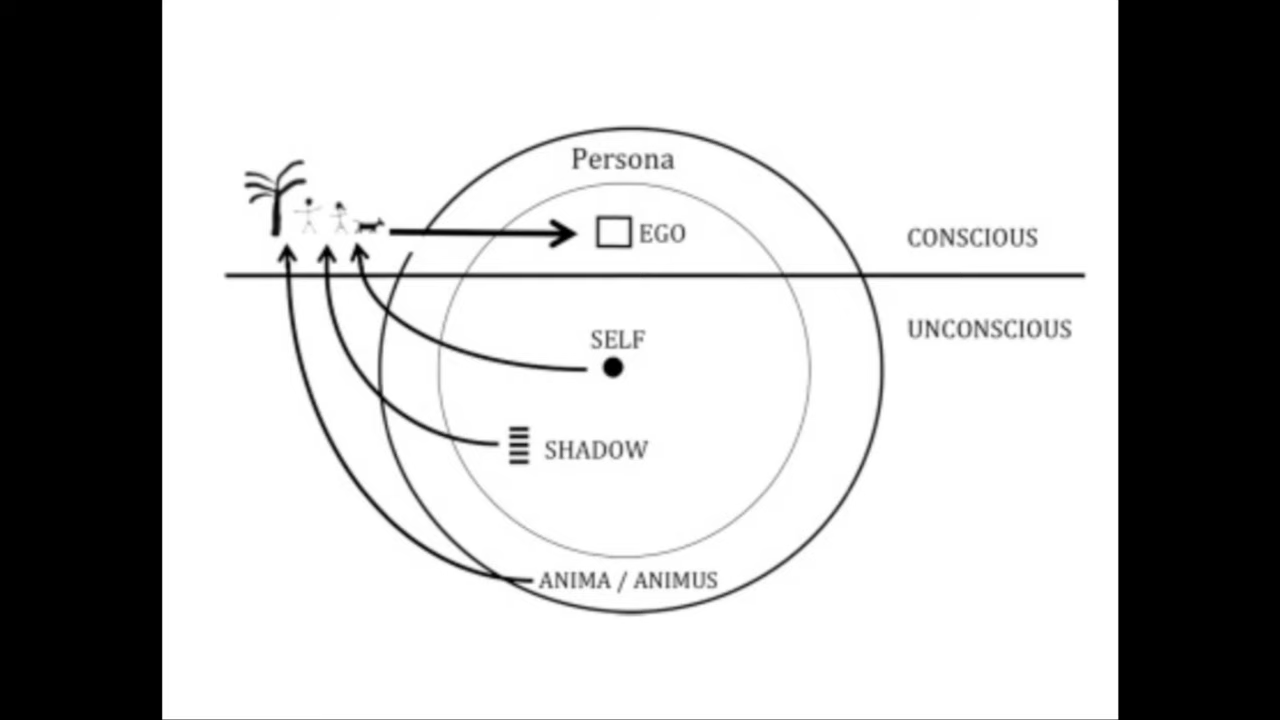 Persona
EGO
CONSCIOUS
UNCONSCIOUS
SELF
SHADOW
ANIMA / ANIMUS